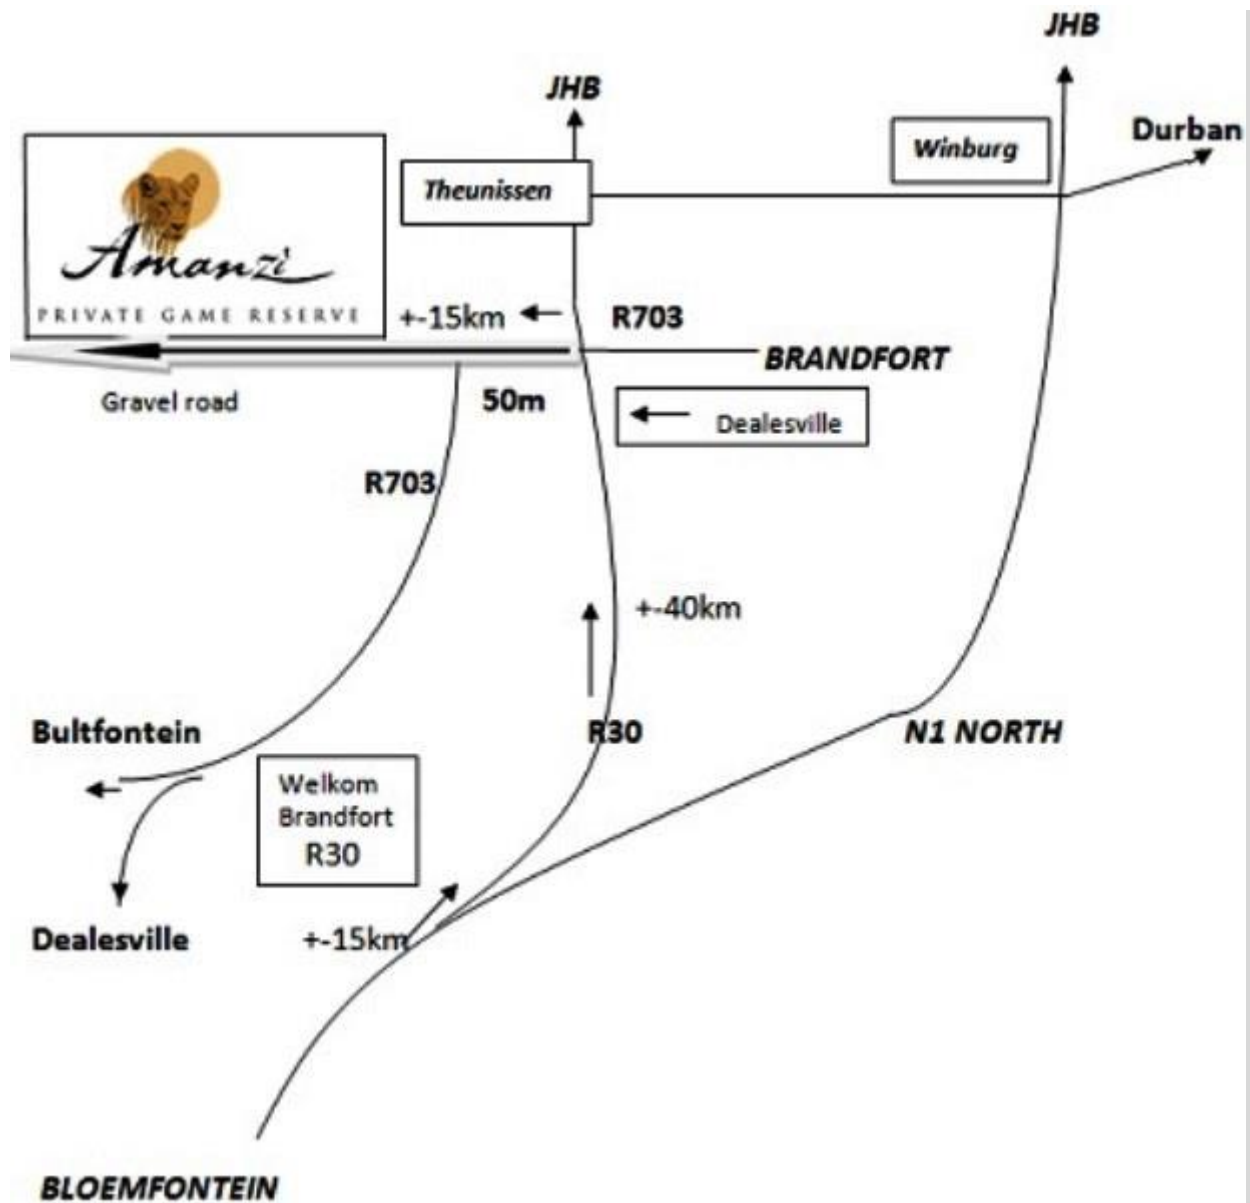 JHB
JHB
Durban
Winburg
Theunissen
Amanzi
PRIVATE GAME RESERVE
+-15km
R703
BRANDFORT
Gravel road
50m
Dealesville
R703
+-40km
Bultfontein
R30
N1 NORTH
Welkom
Brandfort
R30
Dealesville
+-15km
BLOEMFONTEIN